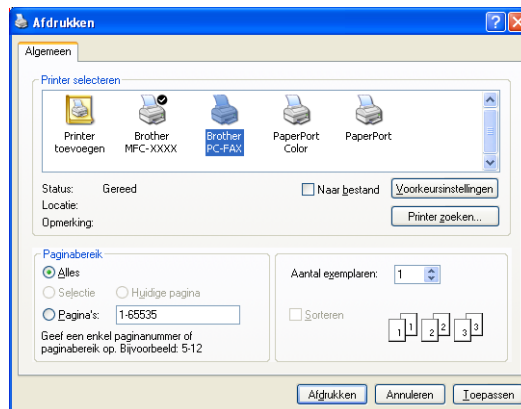 Afdrukken
Algemeen
Printer selecteren
Printer toevoegen
Brother MFC-XXXX
Brother PC-FAX
PaperPort Color
PaperPort
Status: Gereed
Locatie:
Opmerking:
Naar bestand
Voorkeursinstellingen
Printer zoeken...
Paginabereik
Alles
Selectie
Huidige pagina
Pagina's: 1-65535
Geef een enkel paginanummer of
paginabereik op. Bijvoorbeeld: 5-12
Aantal exemplaren: 1
Sorteren
1 1 2 2 3 3
Afdrukken
Annuleren
Toepassen